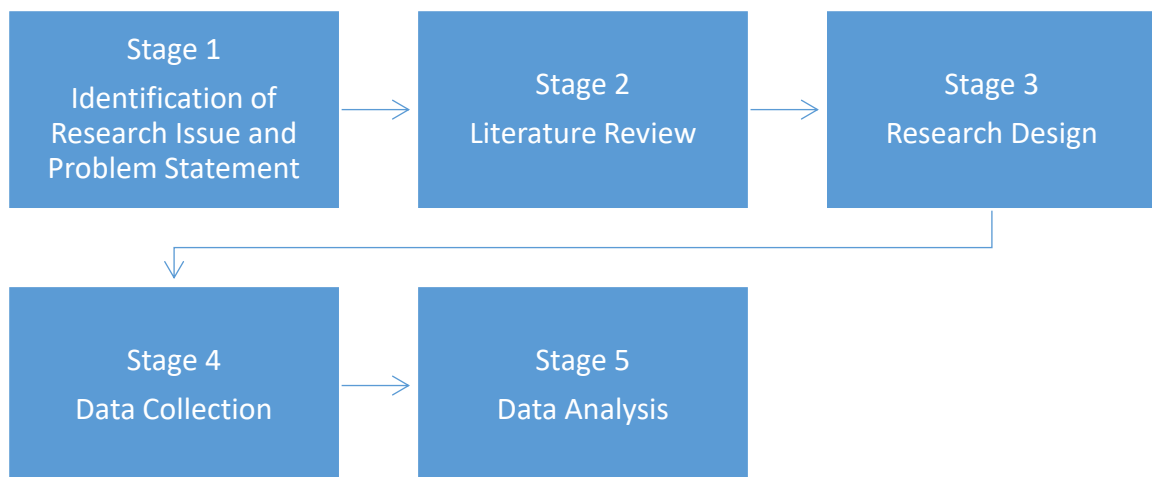 Stage 1
Identification of
Research Issue and
Problem Statement
Stage 2
Literature Review
Stage 3
Research Design
Stage 4
Data Collection
Stage 5
Data Analysis